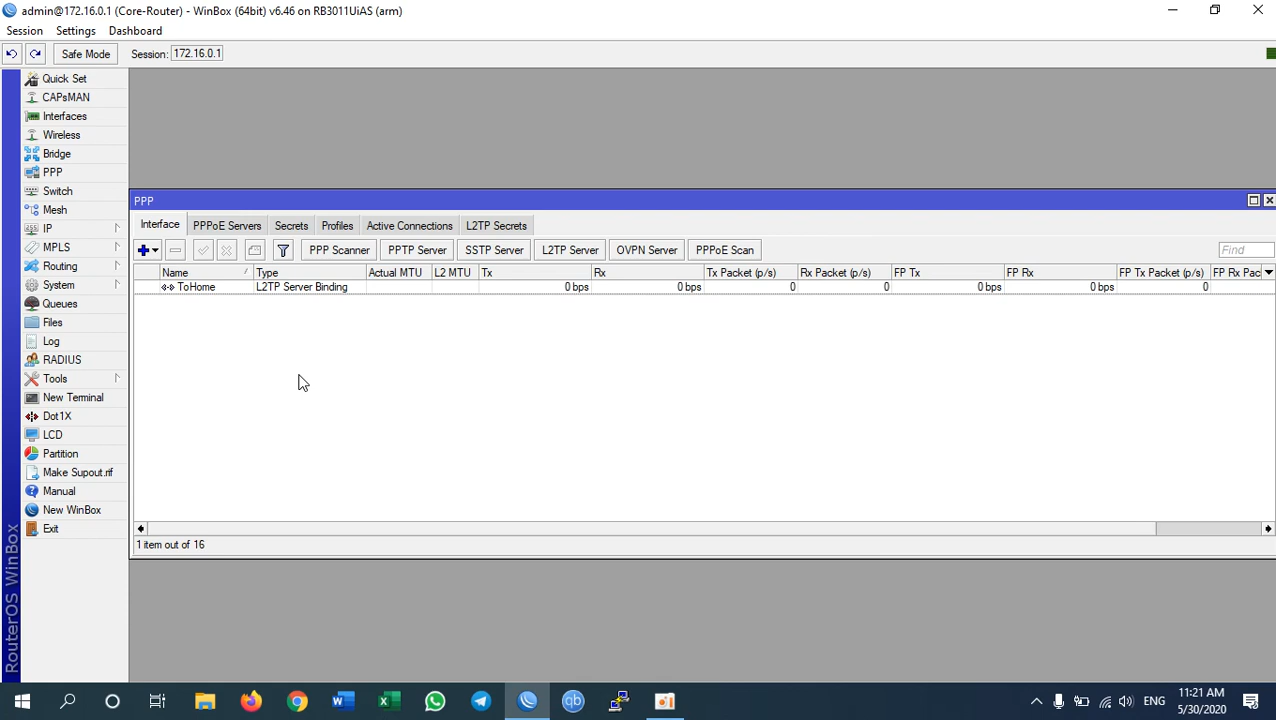 admin@172.16.0.1 (Core-Router) - WinBox (64bit) v6.46 on RB3011UiAS (arm)
Session Settings Dashboard
Safe Mode Session: 172.16.0.1
Quick Set
CAPsMAN
Interfaces
Wireless
Bridge
PPP
Switch
Mesh
IP
MPLS
Routing
System
Queues
Files
Log
RADIUS
Tools
New Terminal
Dot1X
LCD
Partition
Make Supout.rif
Manual
New WinBox
Exit
RouterOS WinBox
PPP
Interface PPPoE Servers Secrets Profiles Active Connections L2TP Secrets
PPP Scanner PPTP Server SSTP Server L2TP Server OVPN Server PPPoE Scan Find
Name Type Actual MTU L2 MTU Tx Rx Tx Packet (p/s) Rx Packet (p/s) FP Tx FP Rx FP Tx Packet (p/s) FP Rx Pac
ToHome L2TP Server Binding 0 bps 0 bps 0 0 0 bps 0 bps 0
1 item out of 16
ENG
11:21 AM
5/30/2020